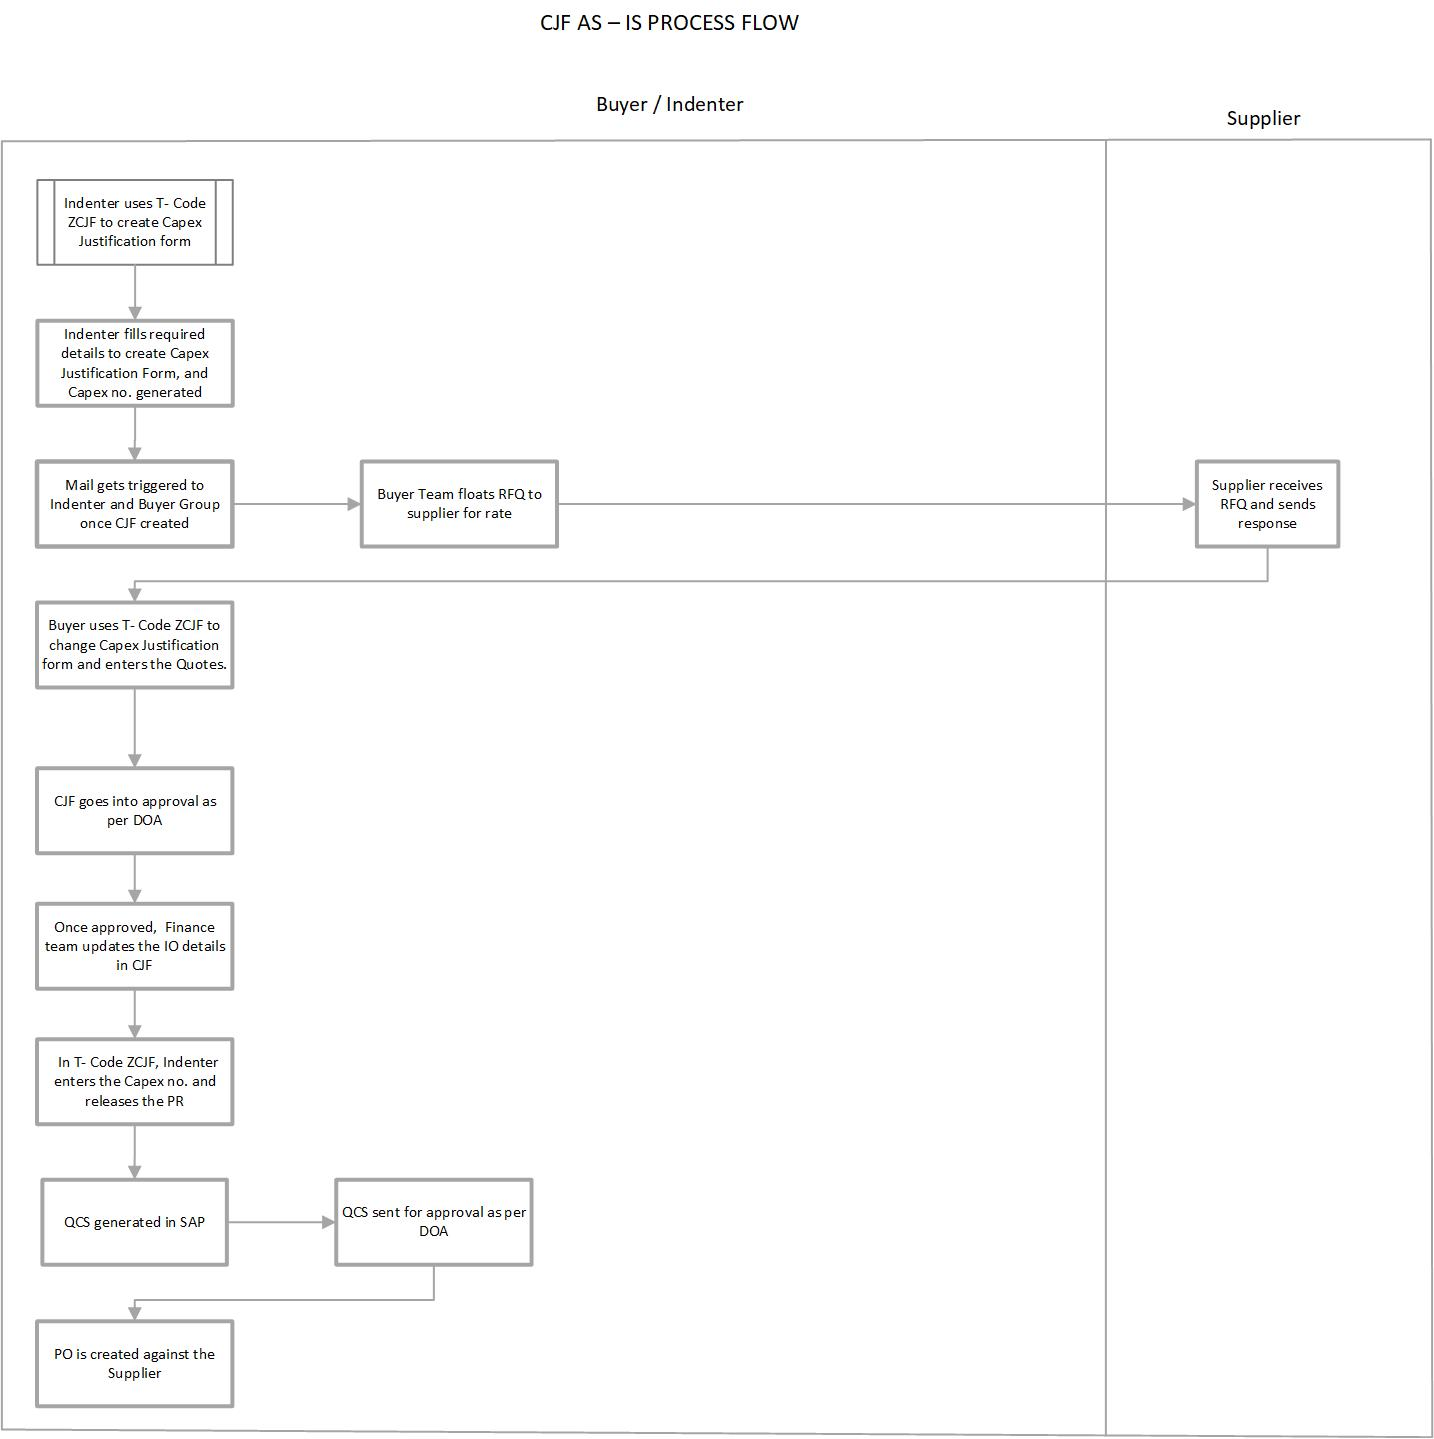 CJF AS – IS PROCESS FLOW
Buyer / Indenter
Supplier
Indenter uses T- Code
ZCJF to create Capex
Justification form
Indenter fills required
details to create Capex
Justification Form, and
Capex no. generated
Mail gets triggered to
Indenter and Buyer Group
once CJF created
Buyer Team floats RFQ to
supplier for rate
Supplier receives
RFQ and sends
response
Buyer uses T- Code ZCJF to
change Capex Justification
form and enters the Quotes.
CJF goes into approval as
per DOA
Once approved, Finance
team updates the IO details
in CJF
In T- Code ZCJF, Indenter
enters the Capex no. and
releases the PR
QCS generated in SAP
QCS sent for approval as per
DOA
PO is created against the
Supplier